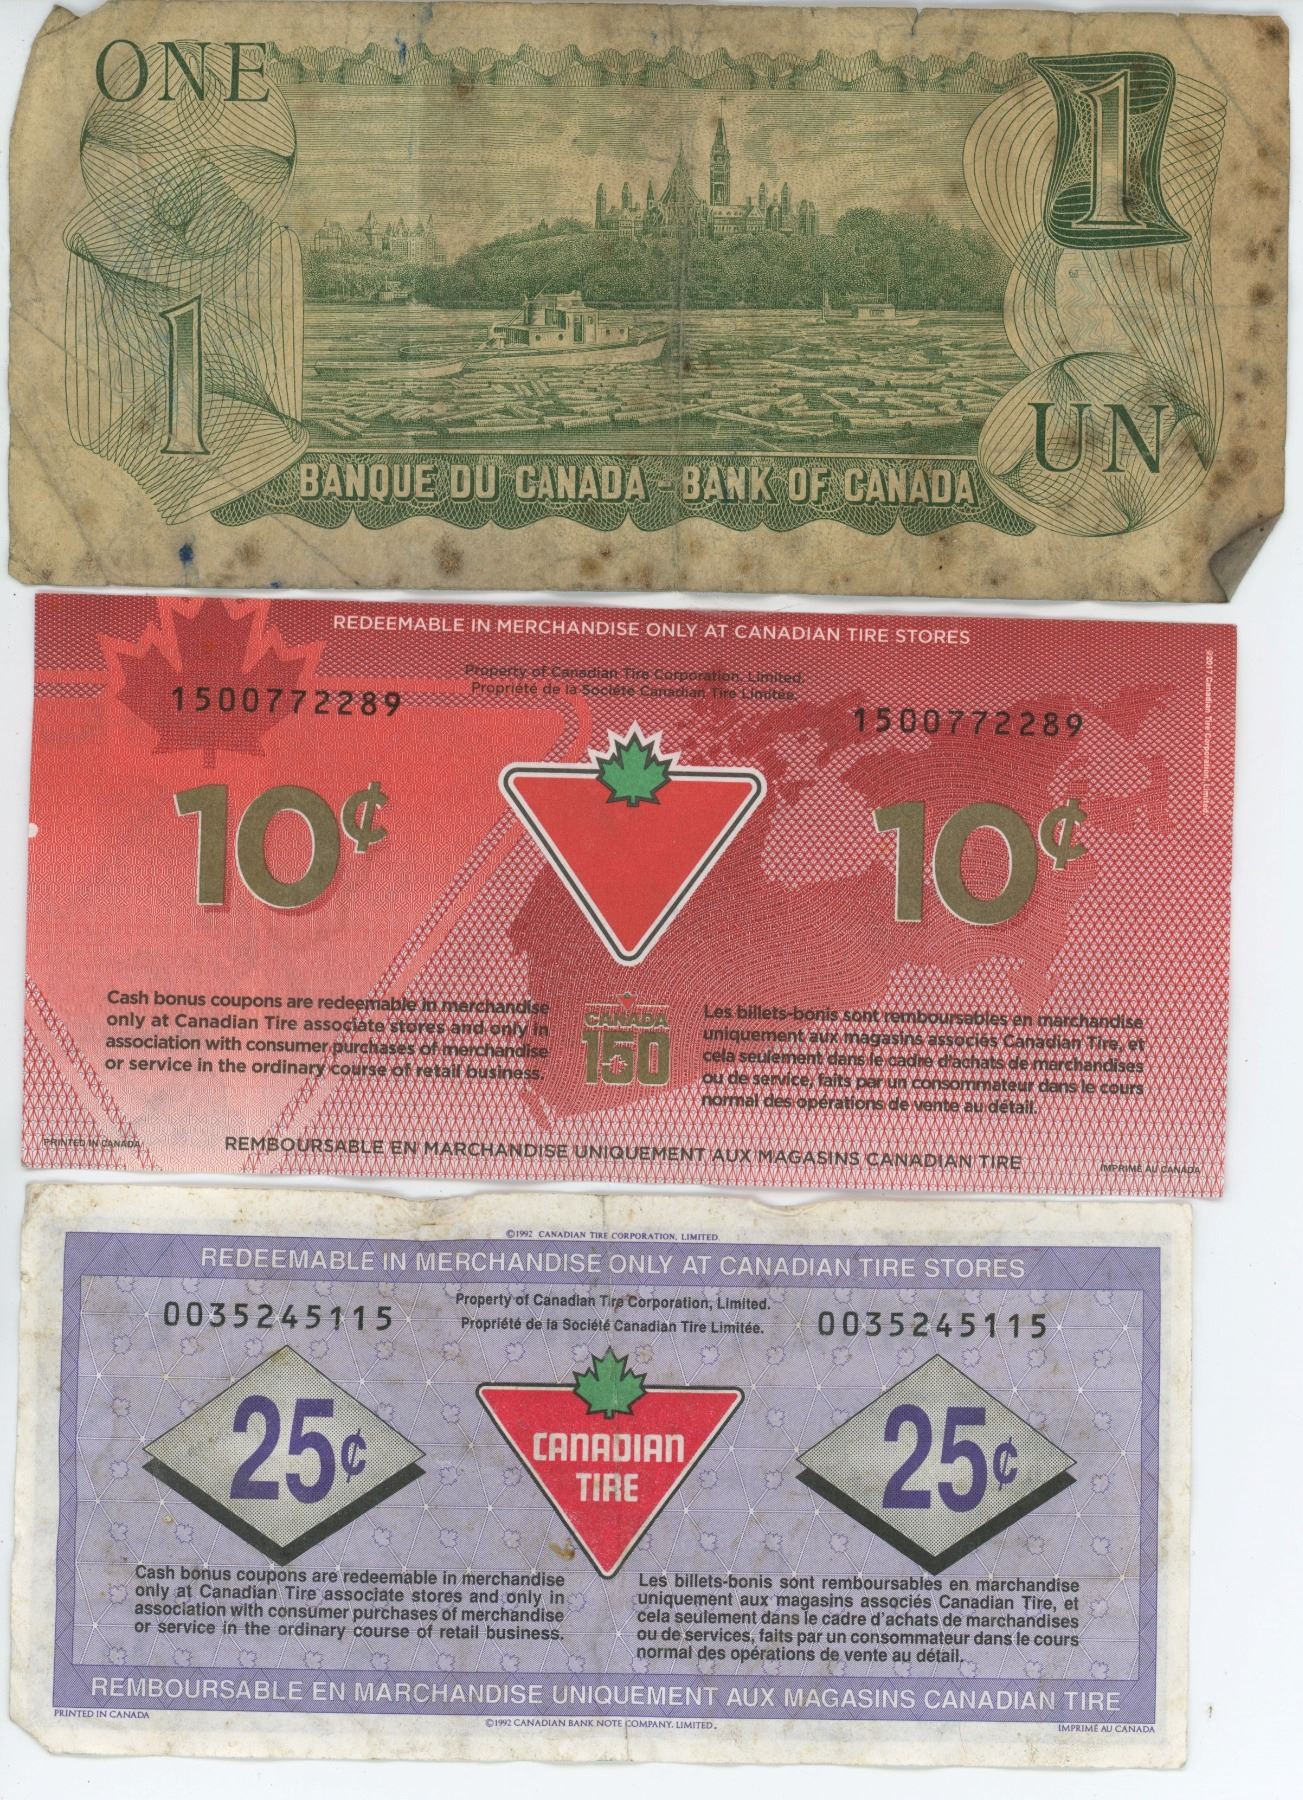 ONE
1
1
UN
BANQUE DU CANADA - BANK OF CANADA
REDEEMABLE IN MERCHANDISE ONLY AT CANADIAN TIRE STORES
Property of Canadian Tire Corporation, Limited.
Propriété de la Société Canadian Tire Limitée.
1500772289
1500772289
©2017 Canadian Tire Corporation, Limited
10¢
10¢
Cash bonus coupons are redeemable in merchandise
only at Canadian Tire associate stores and only in
association with consumer purchases of merchandise
or service in the ordinary course of retail business.
CANADA
150
Les billets-bonis sont remboursables en marchandise
uniquement aux magasins associés Canadian Tire, et
cela seulement dans le cadre d'achats de marchandises
ou de service, faits par un consommateur dans le cours
normal des opérations de vente au détail.
PRINTED IN CANADA
REMBOURSABLE EN MARCHANDISE UNIQUEMENT AUX MAGASINS CANADIAN TIRE
IMPRIMÉ AU CANADA
©1992 CANADIAN TIRE CORPORATION, LIMITED.
REDEEMABLE IN MERCHANDISE ONLY AT CANADIAN TIRE STORES
Property of Canadian Tire Corporation, Limited.
Propriété de la Société Canadian Tire Limitée.
0035245115
0035245115
25¢
CANADIAN
TIRE
25¢
Cash bonus coupons are redeemable in merchandise
only at Canadian Tire associate stores and only in
association with consumer purchases of merchandise
or service in the ordinary course of retail business.
Les billets-bonis sont remboursables en marchandise
uniquement aux magasins associés Canadian Tire, et
cela seulement dans le cadre d'achats de marchandises
ou de services, faits par un consommateur dans le cours
normal des opérations de vente au détail.
REMBOURSABLE EN MARCHANDISE UNIQUEMENT AUX MAGASINS CANADIAN TIRE
PRINTED IN CANADA
©1992 CANADIAN BANK NOTE COMPANY, LIMITED.
IMPRIMÉ AU CANADA